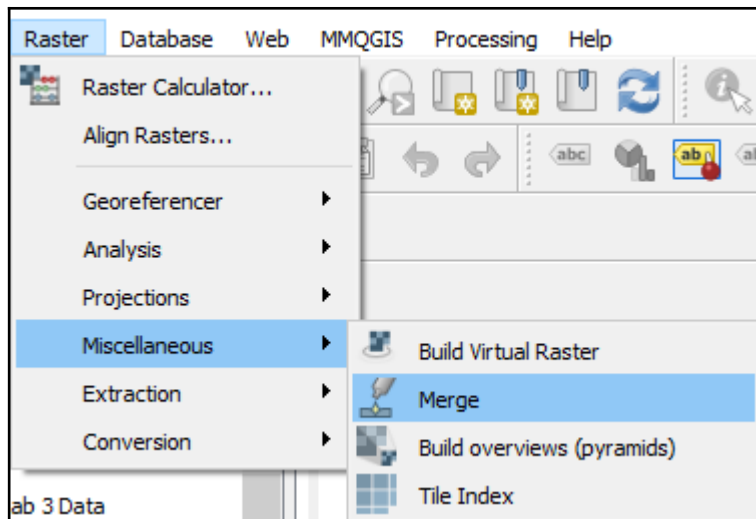 Raster Database Web MMQGIS Processing Help
Raster Calculator...
Align Rasters...
abc ab
Georeferencer
Analysis
Projections
Miscellaneous
Build Virtual Raster
Extraction
Merge
Conversion
Build overviews (pyramids)
Tile Index
ab 3 Data